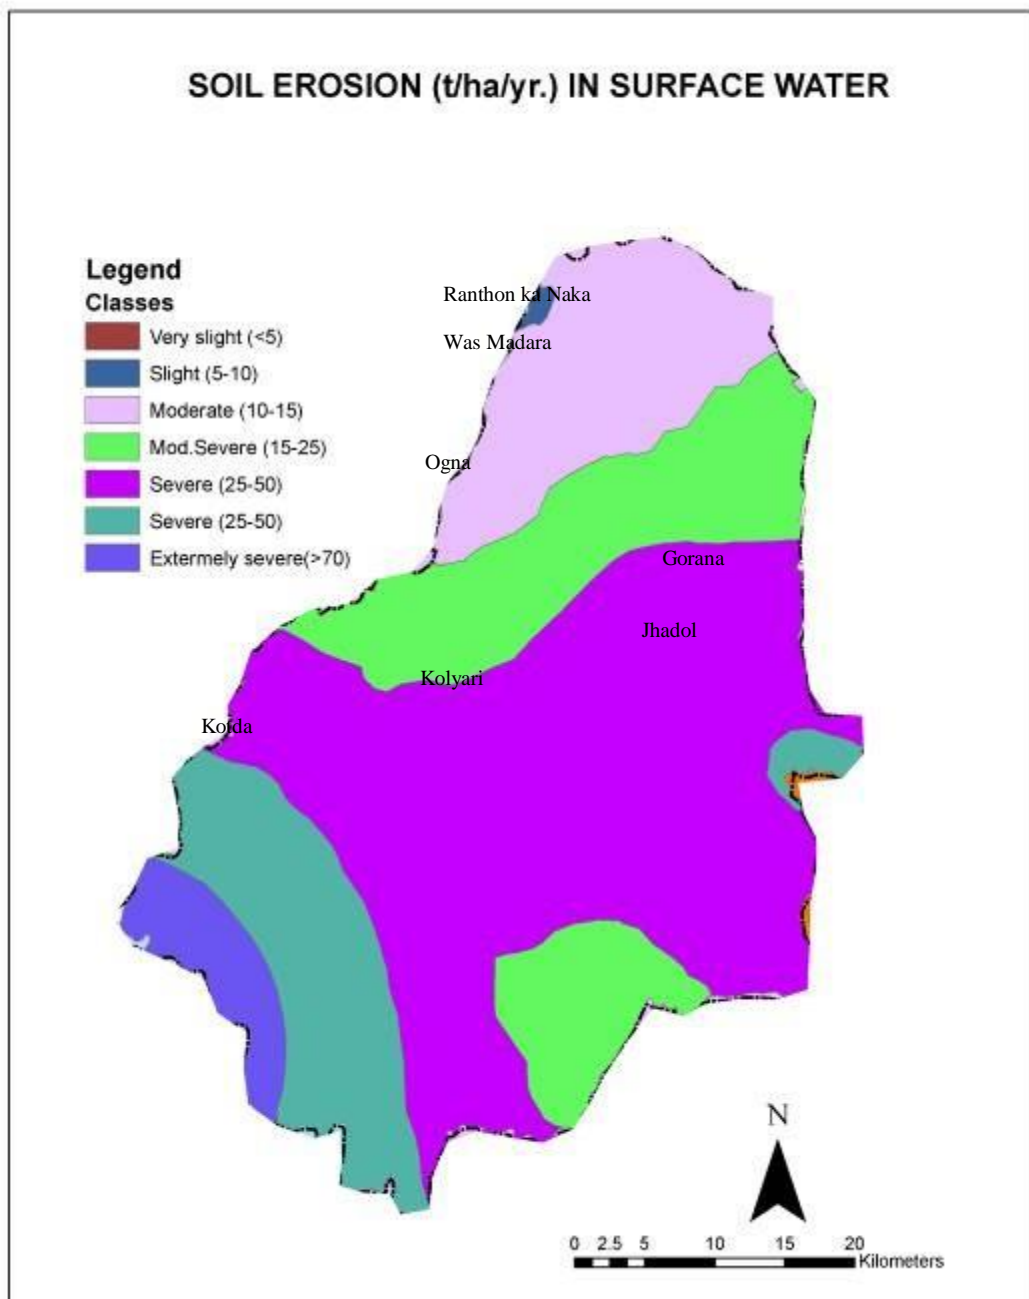 SOIL EROSION (t/ha/yr.) IN SURFACE WATER
Legend
Classes
Very slight (<5)
Slight (5-10)
Moderate (10-15)
Mod.Severe (15-25)
Severe (25-50)
Severe (25-50)
Extermely severe(>70)
Ranthon ka Naka
Was Madara
Ogna
Gorana
Jhadol
Kolyari
Kotda
N
0 2.5 5 10 15 20
Kilometers